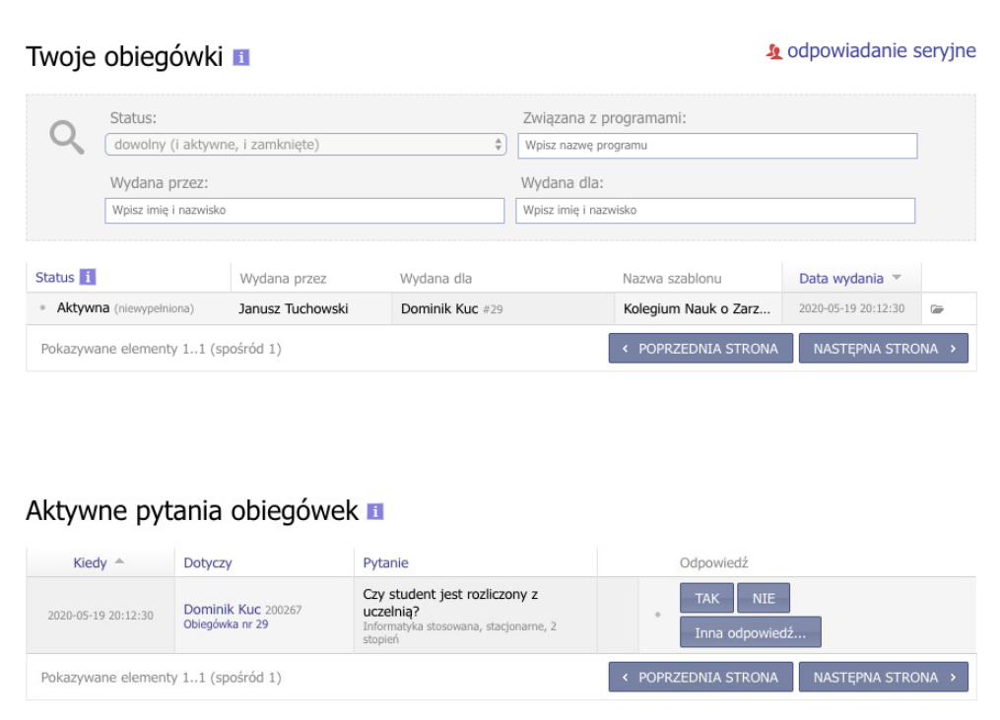 Twoje obiegówki i
odpowiadanie seryjne
Status:
dowolny (i aktywne, i zamknięte)
Związana z programami:
Wpisz nazwę programu
Wydana przez:
Wpisz imię i nazwisko
Wydana dla:
Wpisz imię i nazwisko
Status i Wydana przez Wydana dla Nazwa szablonu Data wydania
Aktywna (niewypełniona) Janusz Tuchowski Dominik Kuc #29 Kolegium Nauk o Zarz... 2020-05-19 20:12:30
Pokazywane elementy 1..1 (spośród 1) ‹ POPRZEDNIA STRONA NASTĘPNA STRONA ›
Aktywne pytania obiegówek i
Kiedy Dotyczy Pytanie Odpowiedź
2020-05-19 20:12:30
Dominik Kuc 200267
Obiegówka nr 29
Czy student jest rozliczony z
uczelnią?
Informatyka stosowana, stacjonarne, 2
stopień
TAK NIE
Inna odpowiedź...
Pokazywane elementy 1..1 (spośród 1) ‹ POPRZEDNIA STRONA NASTĘPNA STRONA ›